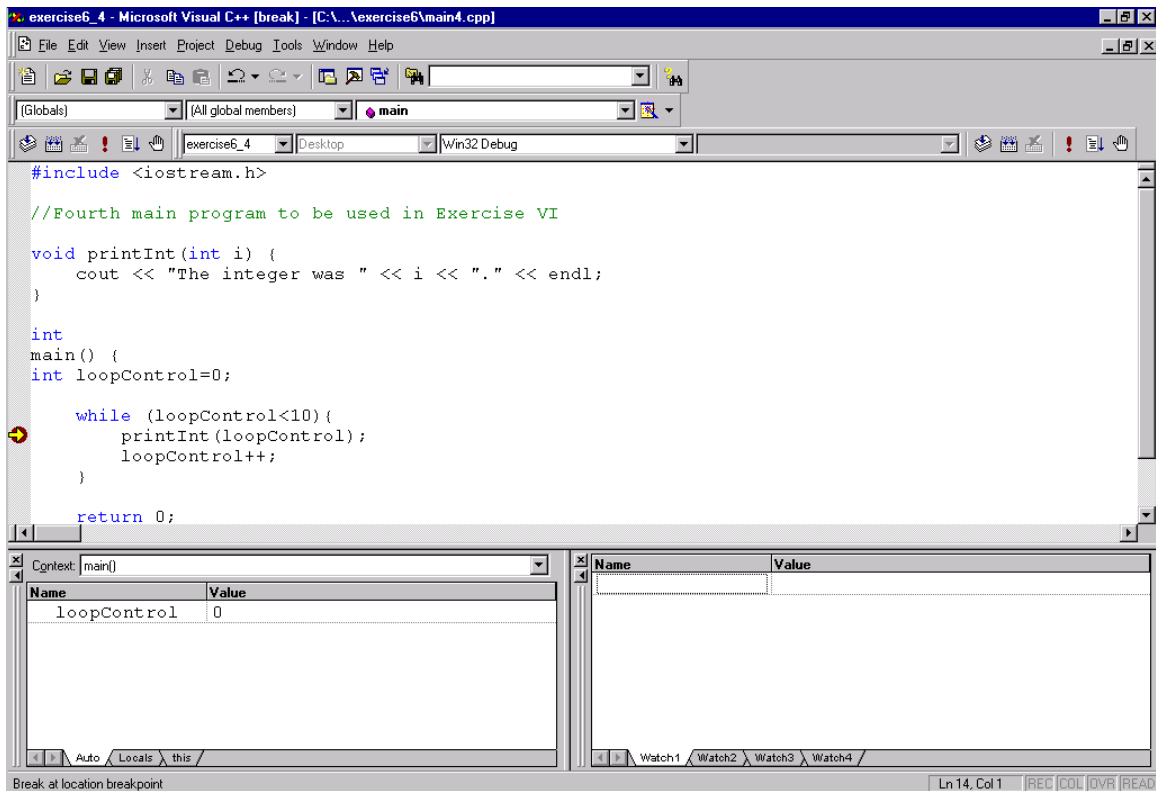 exercise6_4 - Microsoft Visual C++ [break] - [C:\...\exercise6\main4.cpp]
File Edit View Insert Project Debug Tools Window Help
(Globals) (All global members) main
exercise6_4 Desktop Win32 Debug
#include <iostream.h>
//Fourth main program to be used in Exercise VI
void printInt(int i) {
cout << "The integer was " << i << "." << endl;
}
int
main() {
int loopControl=0;
while (loopControl<10){
printInt(loopControl);
loopControl++;
}
return 0;
Context: main()
Name Value
loopControl 0
Auto Locals this
Name Value
Watch1 Watch2 Watch3 Watch4
Break at location breakpoint
Ln 14, Col 1 REC COL OVR READ